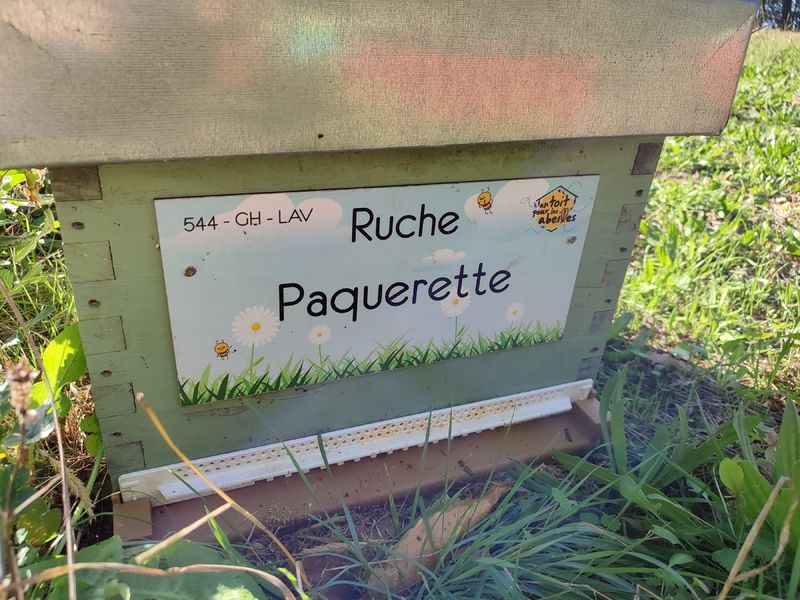 544 - GH - LAV
Ruche
un toit
pour les
abeilles
Paquerette